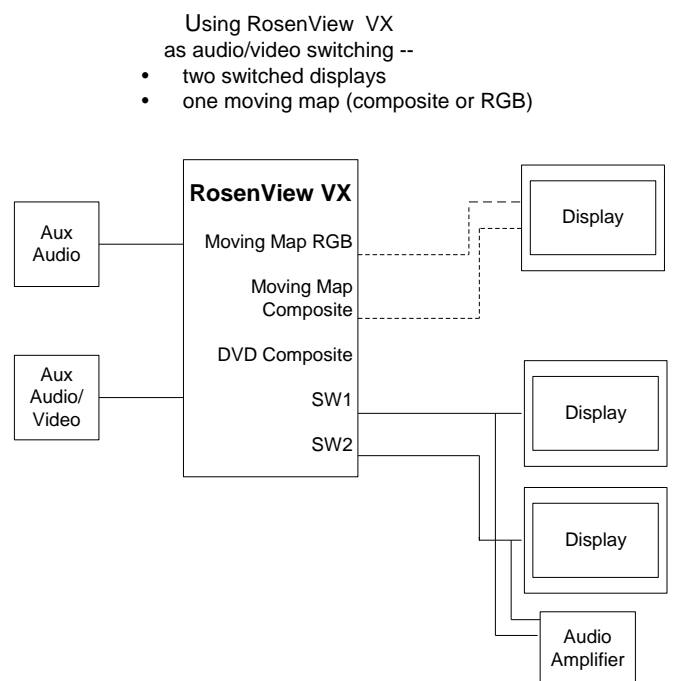 Using RosenView VX
as audio/video switching --
• two switched displays
• one moving map (composite or RGB)
RosenView VX
Aux
Audio
Moving Map RGB
Display
Moving Map
Composite
DVD Composite
Aux
Audio/
Video
SW1
Display
SW2
Display
Audio
Amplifier